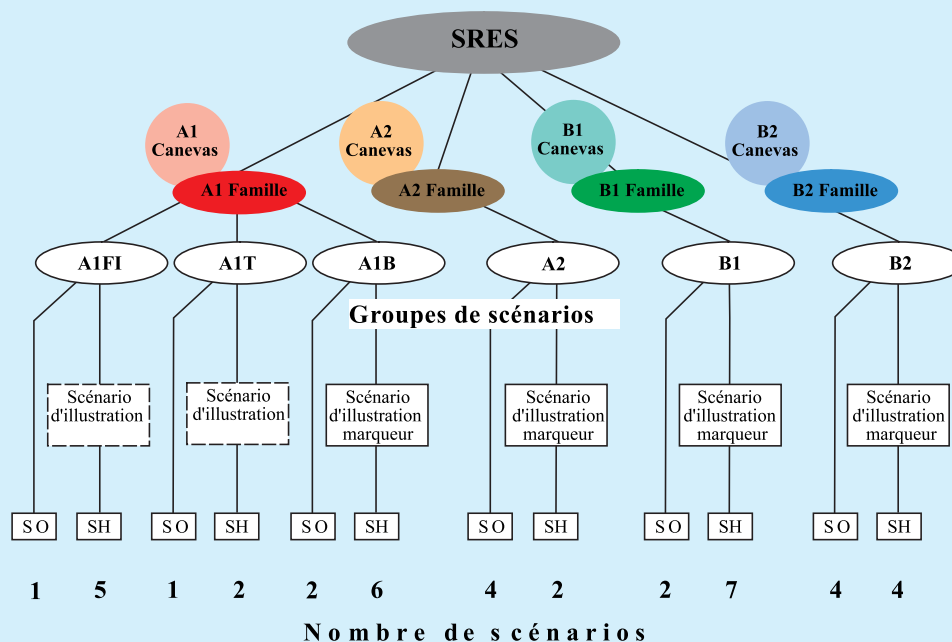 SRES
A1
Canevas
A2
Canevas
B1
Canevas
B2
Canevas
A1 Famille
A2 Famille
B1 Famille
B2 Famille
A1FI
A1T
A1B
A2
B1
B2
Groupes de scénarios
Scénario
d'illustration
Scénario
d'illustration
Scénario
d'illustration
marqueur
Scénario
d'illustration
marqueur
Scénario
d'illustration
marqueur
Scénario
d'illustration
marqueur
SO SH SO SH SO SH SO SH SO SH SO SH
1 5 1 2 2 6 4 2 2 7 4 4
Nombre de scénarios